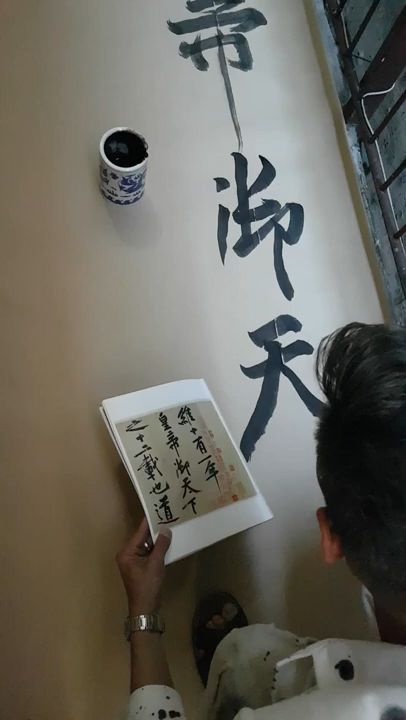 帝御天
維十有一年
皇帝御天下
之十二載也道